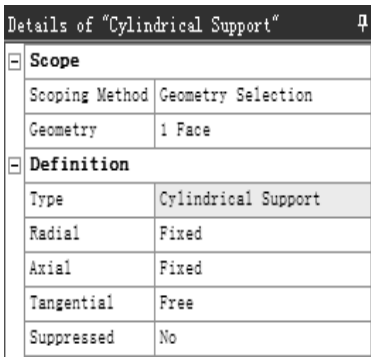 Details of "Cylindrical Support"
Scope
Scoping Method Geometry Selection
Geometry 1 Face
Definition
Type Cylindrical Support
Radial Fixed
Axial Fixed
Tangential Free
Suppressed No